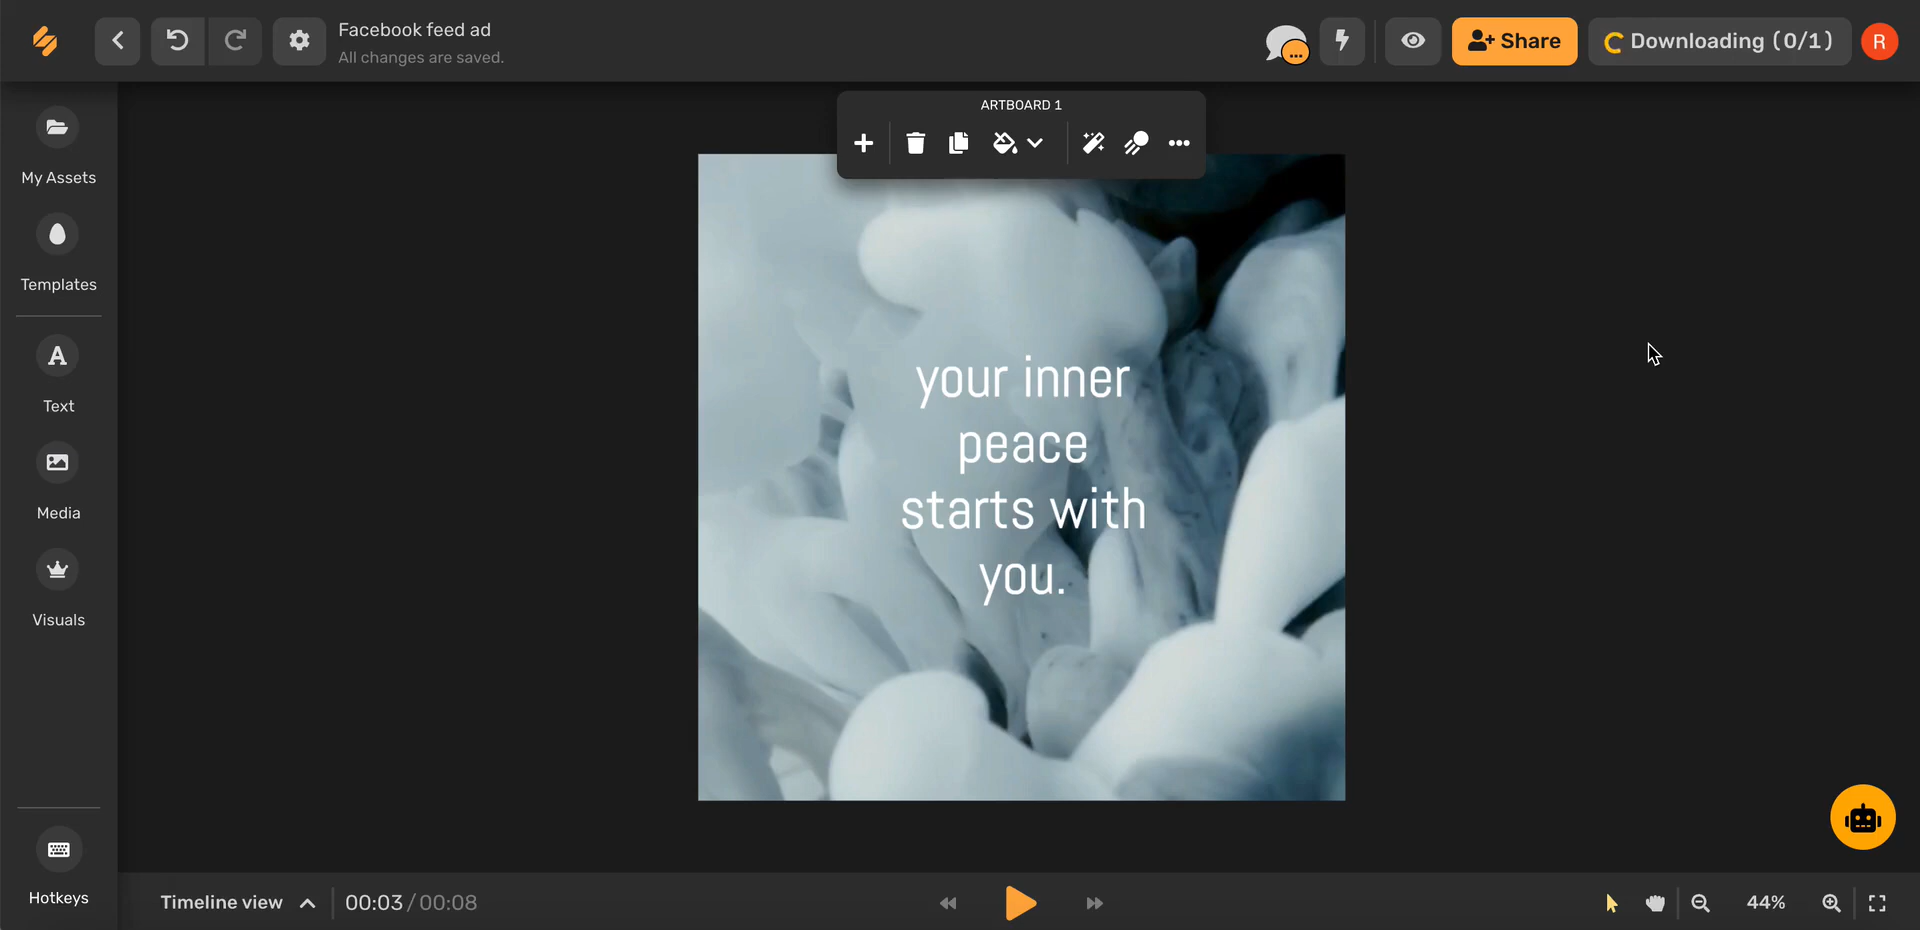 Facebook feed ad
All changes are saved.
Share
Downloading (0/1)
R
ARTBOARD 1
My Assets
Templates
A
Text
Media
Visuals
Hotkeys
your inner
peace
starts with
you.
Timeline view
00:03 / 00:08
44%